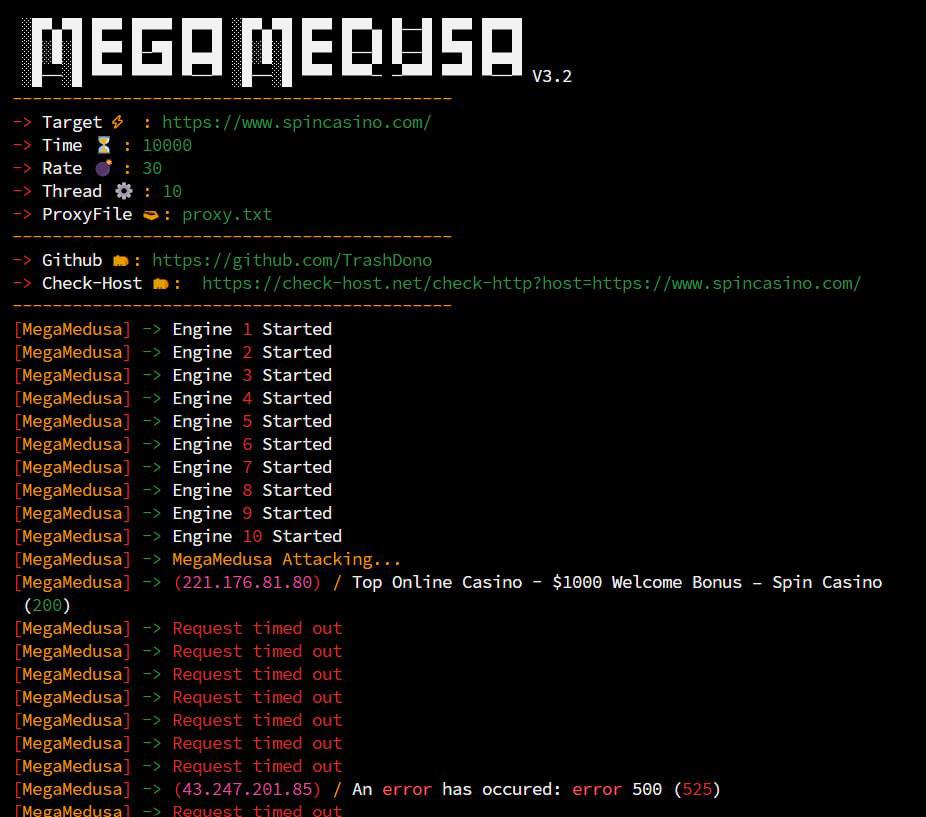 MEGAMEDUSA V3.2
--------------------------------------------
-> Target ⚡ : https://www.spincasino.com/
-> Time ⏳ : 10000
-> Rate 💣 : 30
-> Thread ⚙ : 10
-> ProxyFile : proxy.txt
--------------------------------------------
-> Github : https://github.com/TrashDono
-> Check-Host : https://check-host.net/check-http?host=https://www.spincasino.com/
--------------------------------------------
[MegaMedusa] -> Engine 1 Started
[MegaMedusa] -> Engine 2 Started
[MegaMedusa] -> Engine 3 Started
[MegaMedusa] -> Engine 4 Started
[MegaMedusa] -> Engine 5 Started
[MegaMedusa] -> Engine 6 Started
[MegaMedusa] -> Engine 7 Started
[MegaMedusa] -> Engine 8 Started
[MegaMedusa] -> Engine 9 Started
[MegaMedusa] -> Engine 10 Started
[MegaMedusa] -> MegaMedusa Attacking...
[MegaMedusa] -> (221.176.81.80) / Top Online Casino - $1000 Welcome Bonus – Spin Casino
(200)
[MegaMedusa] -> Request timed out
[MegaMedusa] -> Request timed out
[MegaMedusa] -> Request timed out
[MegaMedusa] -> Request timed out
[MegaMedusa] -> Request timed out
[MegaMedusa] -> Request timed out
[MegaMedusa] -> Request timed out
[MegaMedusa] -> (43.247.201.85) / An error has occured: error 500 (525)
[MegaMedusa] -> Request timed out